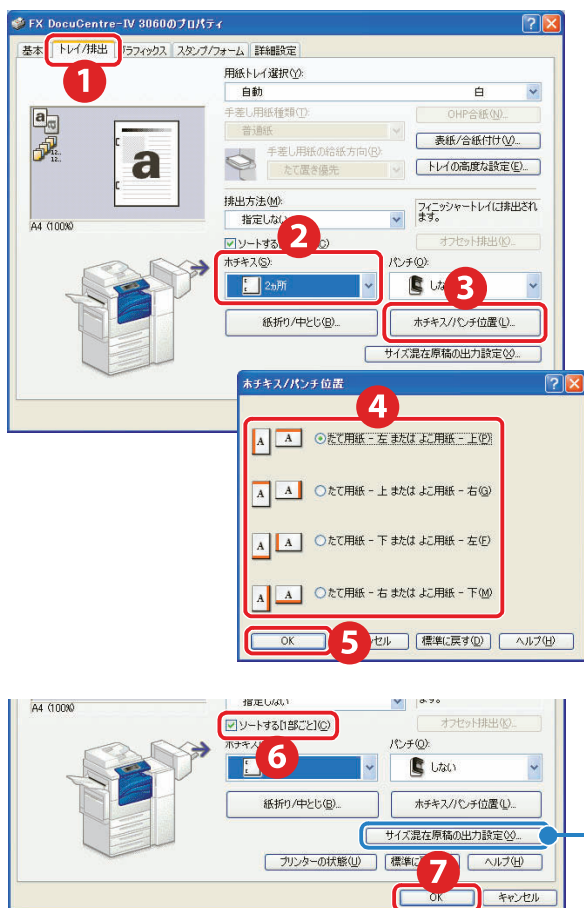 FX DocuCentre-IV 3060のプロパティ
基本 トレイ/排出 グラフィックス スタンプ/フォーム 詳細設定
1
用紙トレイ選択(Y):
自動 白
手差し用紙種類(T): OHP合紙(N)...
普通紙 表紙/合紙付け(V)...
手差し用紙の給紙方向(R):
たて置き優先 トレイの高度な設定(E)...
a
12..
12..
a
A4 (100%)
排出方法(M):
指定しない
フィニッシャートレイに排出され
ます。
2
ソートする
オフセット排出(K)...
ホチキス(S): パンチ(O):
2ヵ所 しない
3
紙折り/中とじ(B)... ホチキス/パンチ位置(L)...
サイズ混在原稿の出力設定(X)...
ホチキス/パンチ位置
4
A A たて用紙 - 左 または よこ用紙 - 上(P)
A A たて用紙 - 上 または よこ用紙 - 右(G)
A A たて用紙 - 下 または よこ用紙 - 左(F)
A A たて用紙 - 右 または よこ用紙 - 下(M)
OK 5 標準に戻す(D) ヘルプ(H)
A4 (100%)
指定しない
ます。
ソートする[1部ごと](C) オフセット排出(K)...
6
パンチ(O):
しない
紙折り/中とじ(B)... ホチキス/パンチ位置(L)...
サイズ混在原稿の出力設定(X)...
プリンターの状態(U) ヘルプ(H)
7
OK キャンセル